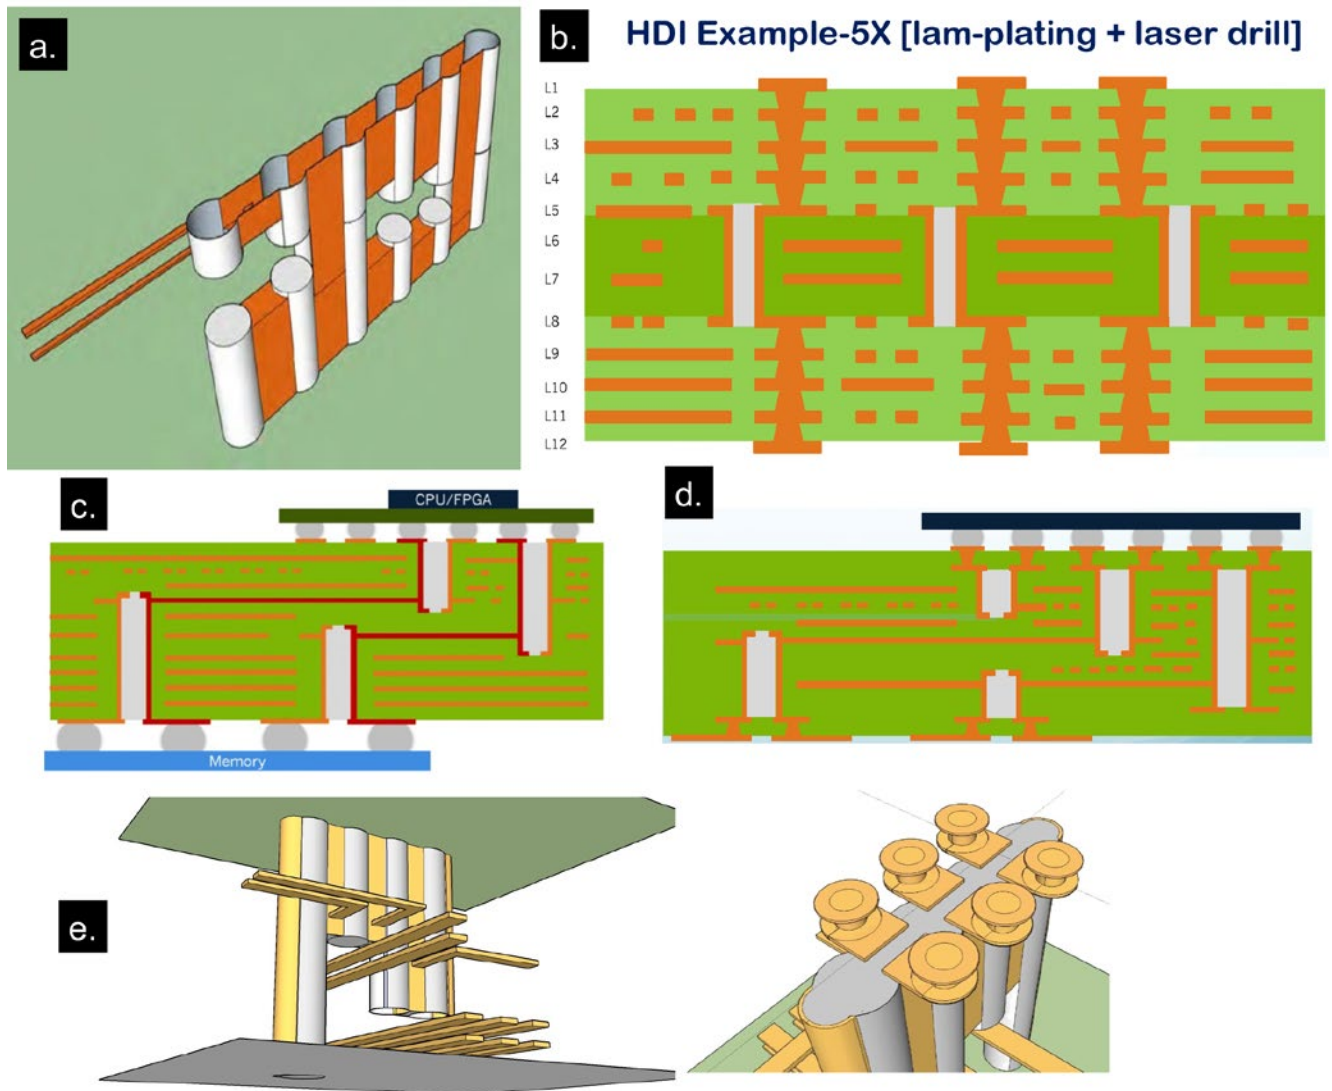 a.
b.
HDI Example-5X [lam-plating + laser drill]
L1
L2
L3
L4
L5
L6
L7
L8
L9
L10
L11
L12
c.
CPU/FPGA
Memory
d.
e.